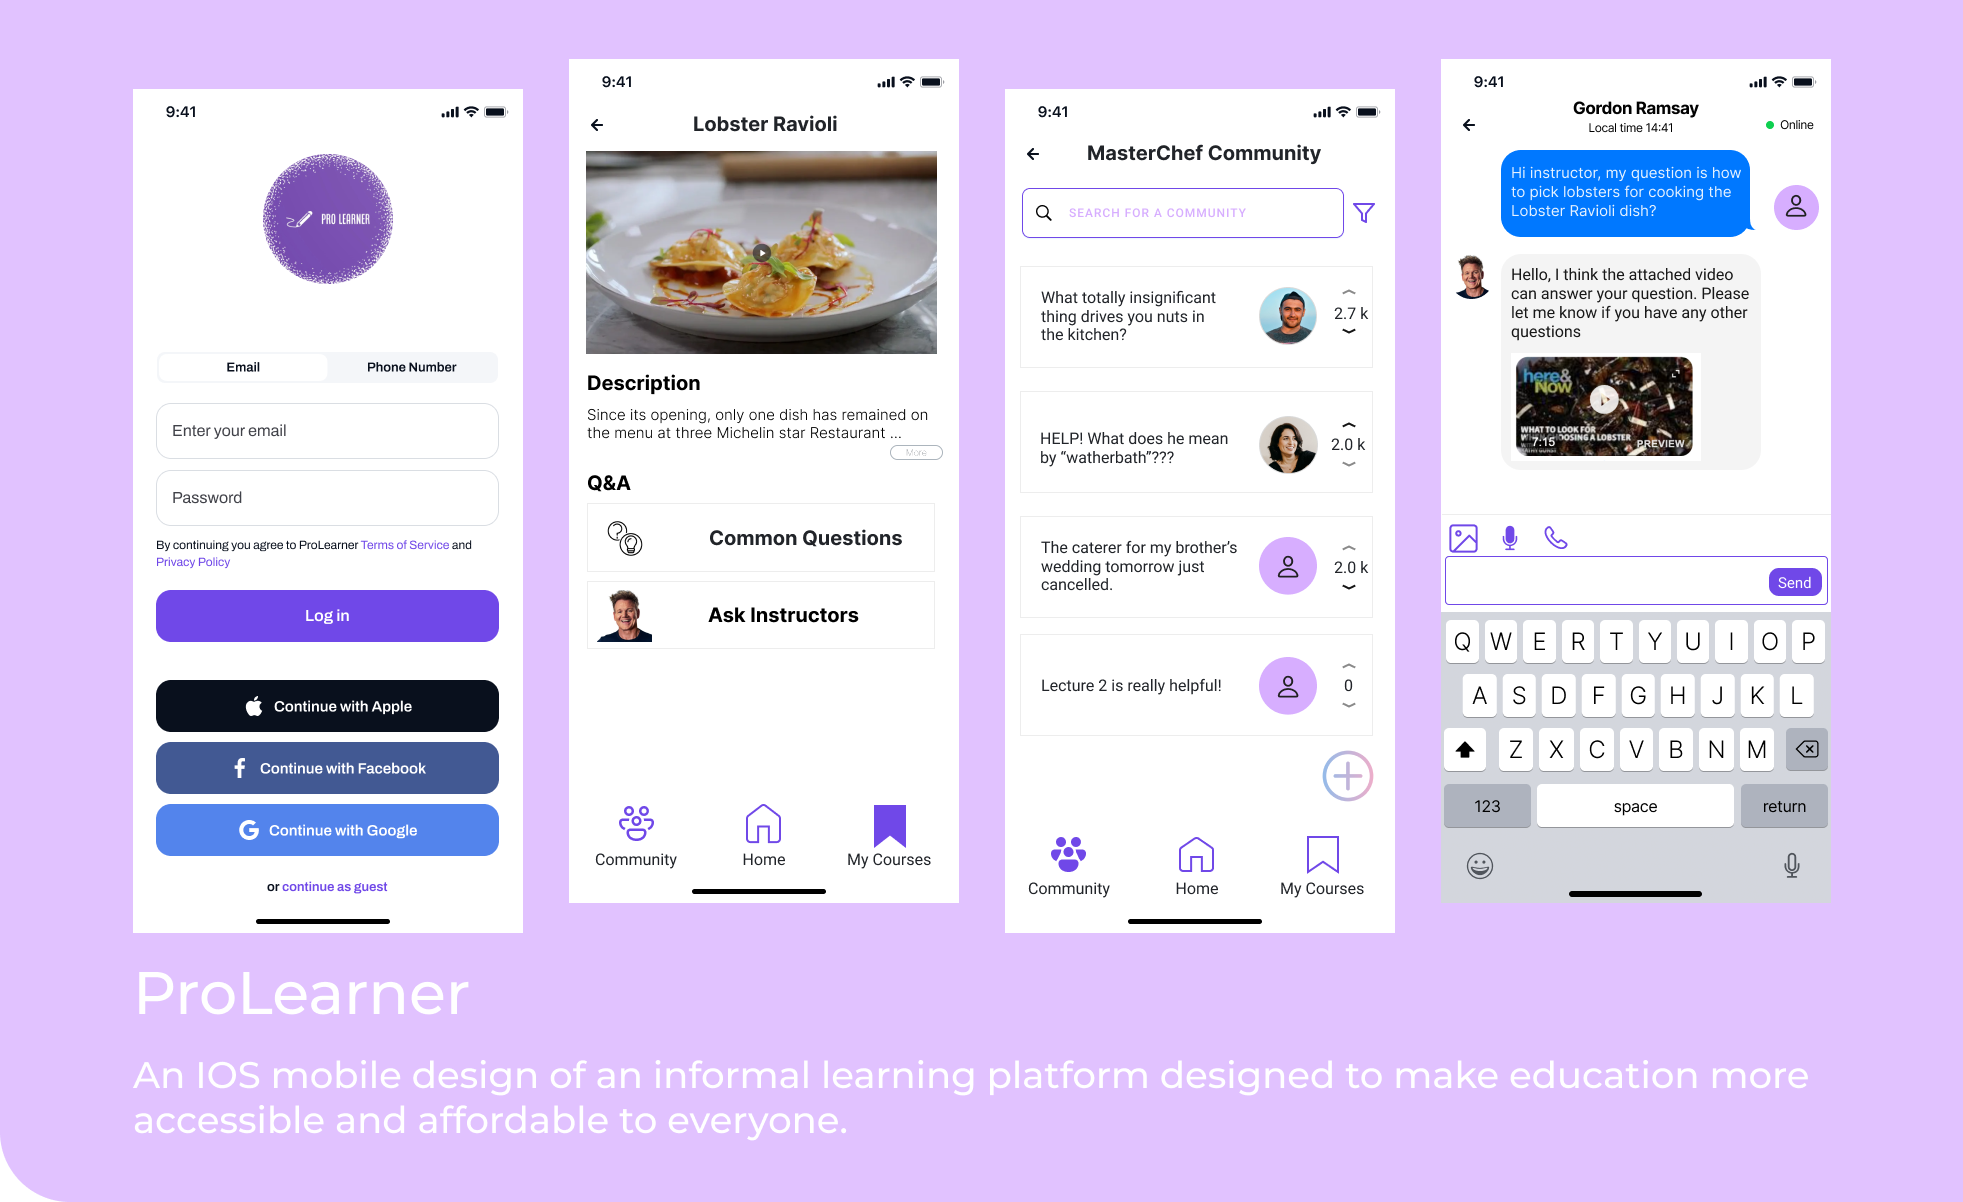 9:41
PRO LEARNER
Email
Phone Number
Enter your email
Password
By continuing you agree to ProLearner Terms of Service and
Privacy Policy
Log in
Continue with Apple
Continue with Facebook
Continue with Google
or continue as guest
9:41
Lobster Ravioli
Description
Since its opening, only one dish has remained on
the menu at three Michelin star Restaurant ...
More
Q&A
Common Questions
Ask Instructors
Community
Home
My Courses
9:41
MasterChef Community
SEARCH FOR A COMMUNITY
What totally insignificant
thing drives you nuts in
the kitchen?
2.7 k
HELP! What does he mean
by “watherbath”???
2.0 k
The caterer for my brother’s
wedding tomorrow just
cancelled.
2.0 k
Lecture 2 is really helpful!
0
Community
Home
My Courses
9:41
Gordon Ramsay
Local time 14:41
Online
Hi instructor, my question is how
to pick lobsters for cooking the
Lobster Ravioli dish?
Hello, I think the attached video
can answer your question. Please
let me know if you have any other
questions
here&
Now
WHAT TO LOOK FOR
CHOOSING A LOBSTER
7:15
PREVIEW
Send
Q W E R T Y U I O P
A S D F G H J K L
Z X C V B N M
123
space
return
ProLearner
An IOS mobile design of an informal learning platform designed to make education more
accessible and affordable to everyone.